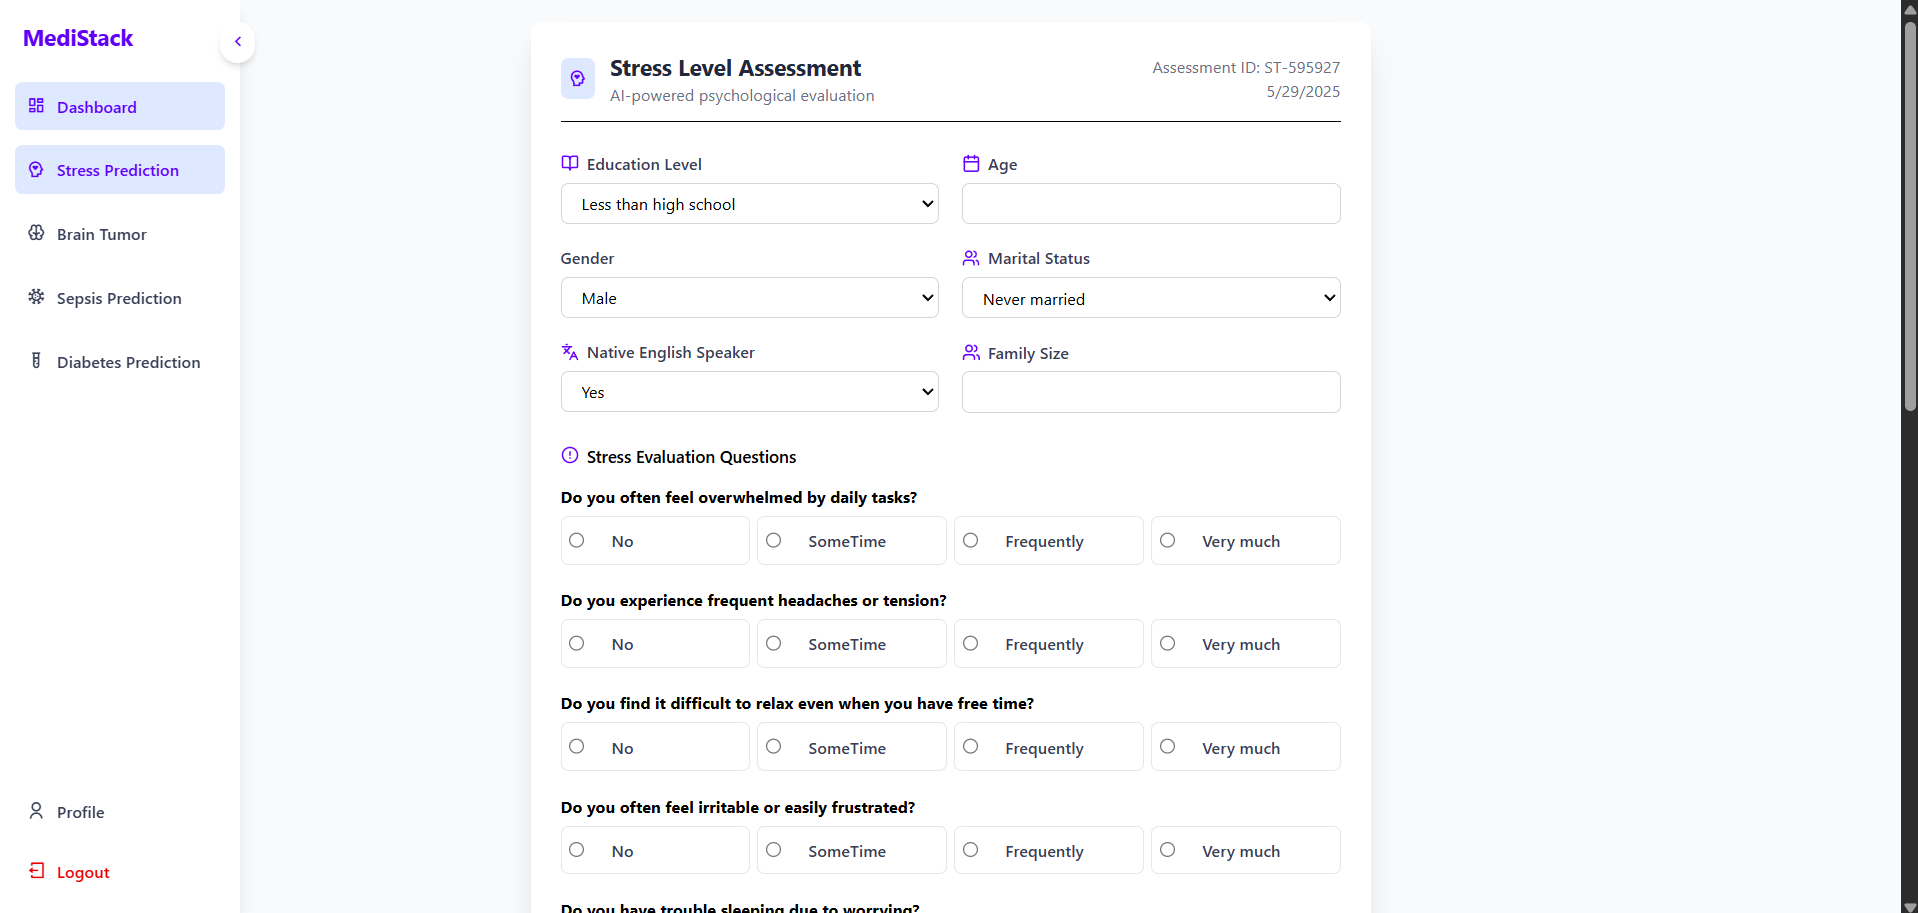 MediStack
Dashboard
Stress Prediction
Brain Tumor
Sepsis Prediction
Diabetes Prediction
Profile
Logout
Stress Level Assessment
AI-powered psychological evaluation
Assessment ID: ST-595927
5/29/2025
Education Level
Less than high school
Age
Gender
Male
Marital Status
Never married
Native English Speaker
Yes
Family Size
Stress Evaluation Questions
Do you often feel overwhelmed by daily tasks?
No SomeTime Frequently Very much
Do you experience frequent headaches or tension?
No SomeTime Frequently Very much
Do you find it difficult to relax even when you have free time?
No SomeTime Frequently Very much
Do you often feel irritable or easily frustrated?
No SomeTime Frequently Very much
Do you have trouble sleeping due to worrying?